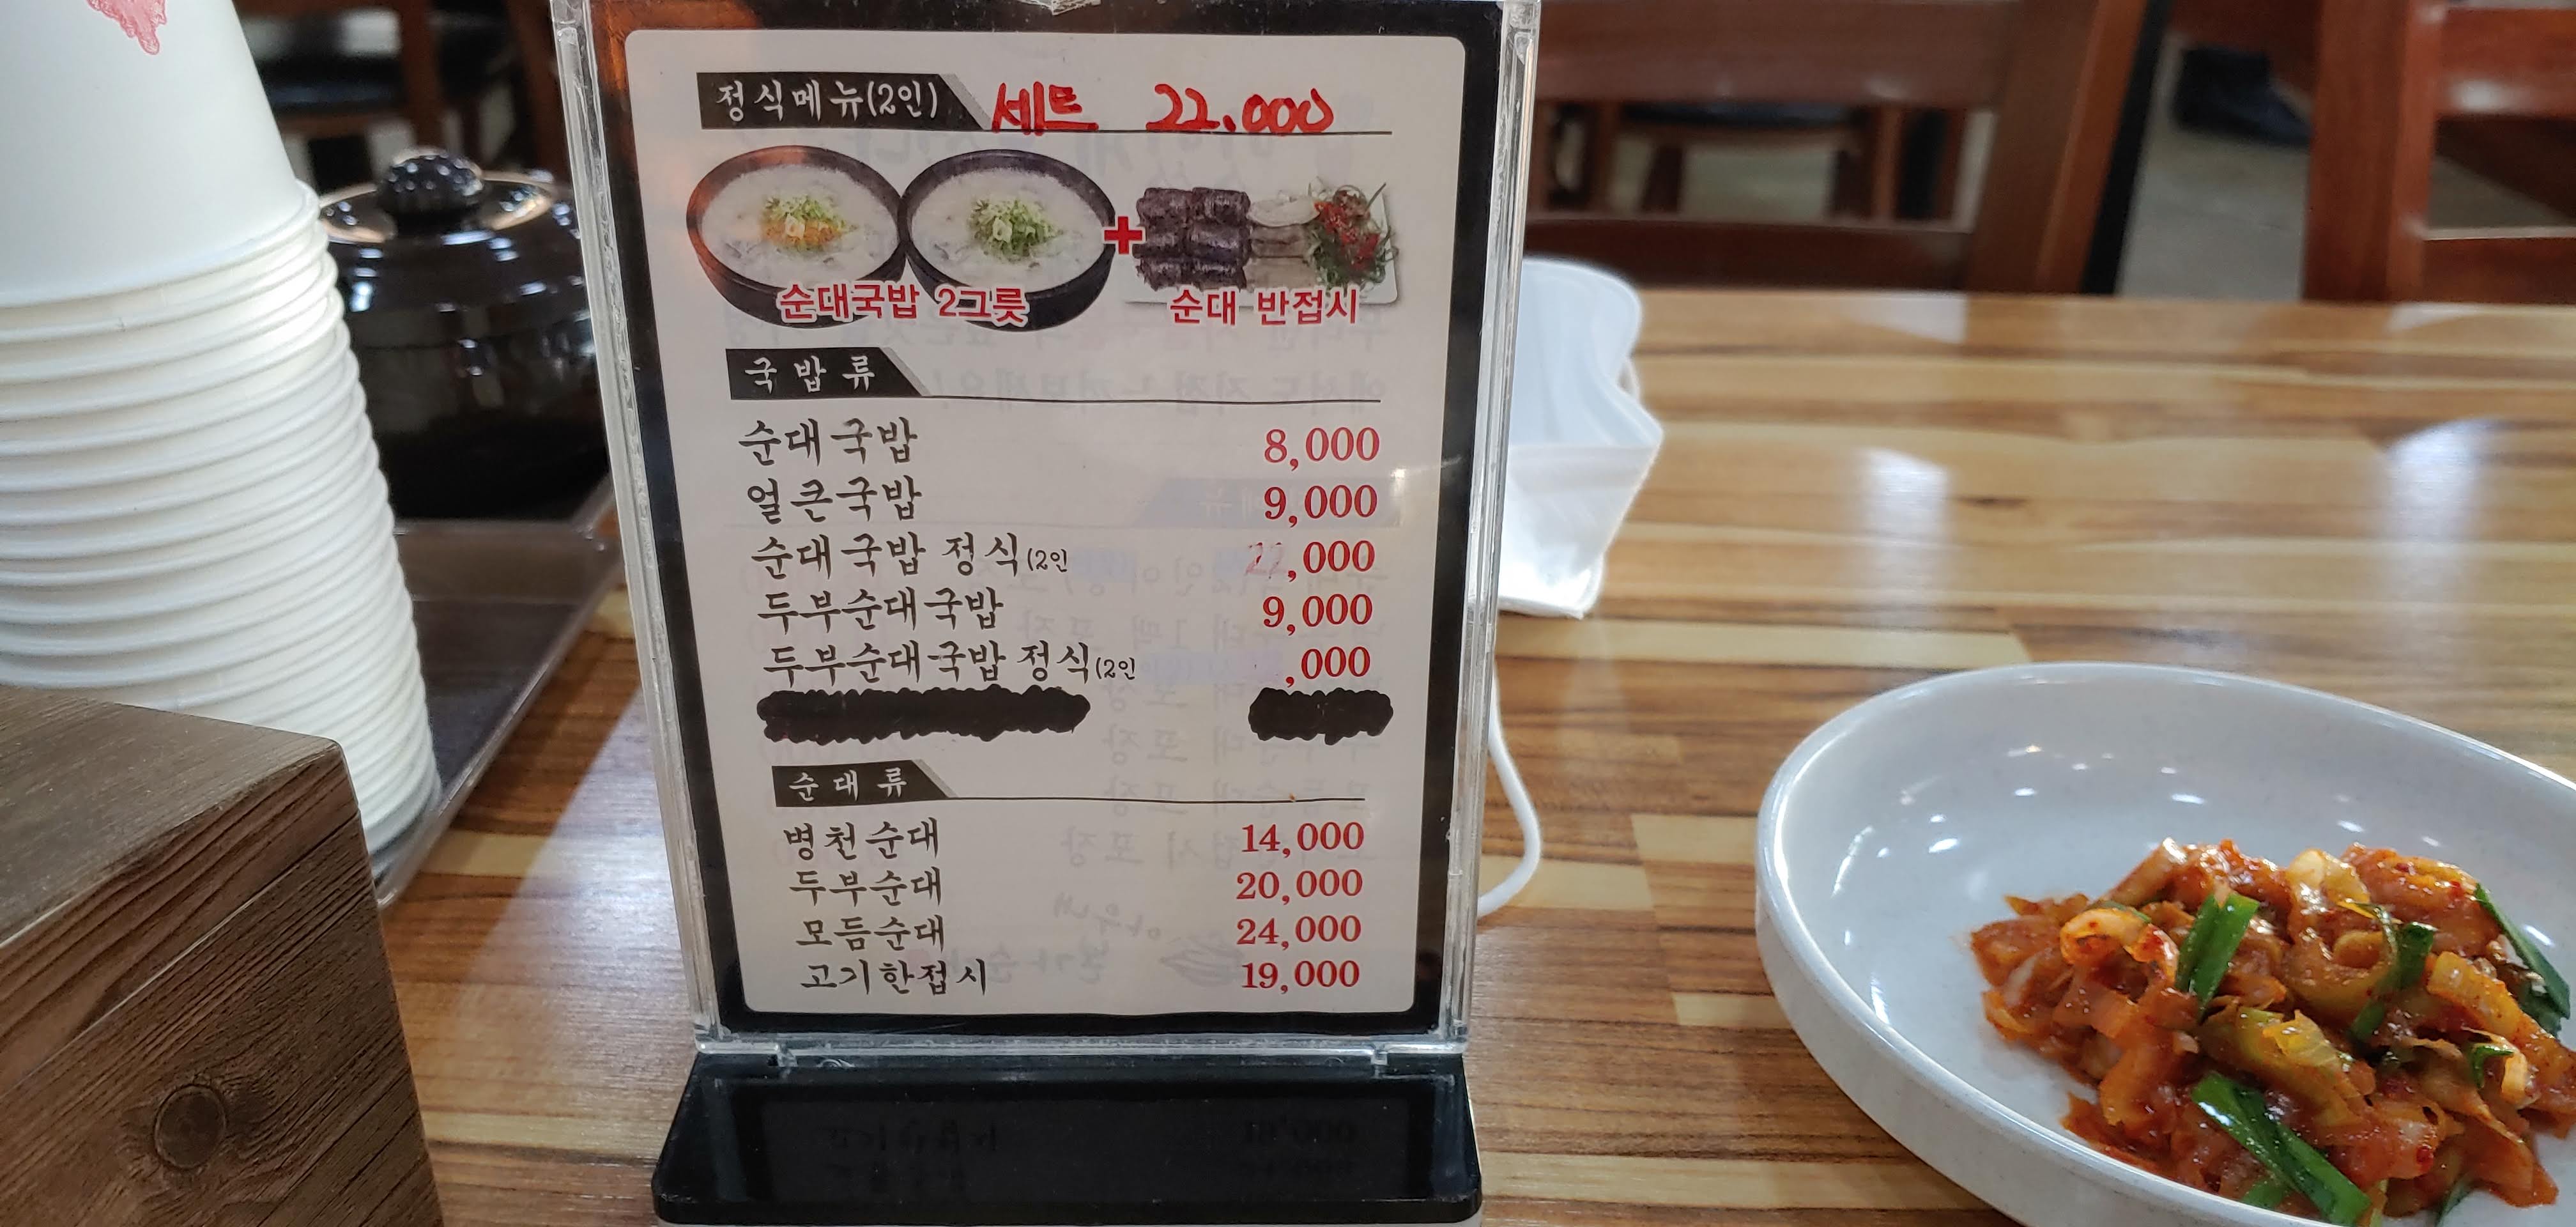 정식메뉴(2인) 세트 22.000
순대국밥 2그릇 + 순대 반접시
국밥류
순대국밥 8,000
얼큰국밥 9,000
순대국밥 정식(2인 22,000
두부순대국밥 9,000
두부순대국밥 정식(2인 ,000
순대류
병천순대 14,000
두부순대 20,000
모듬순대 24,000
고기한접시 19,000